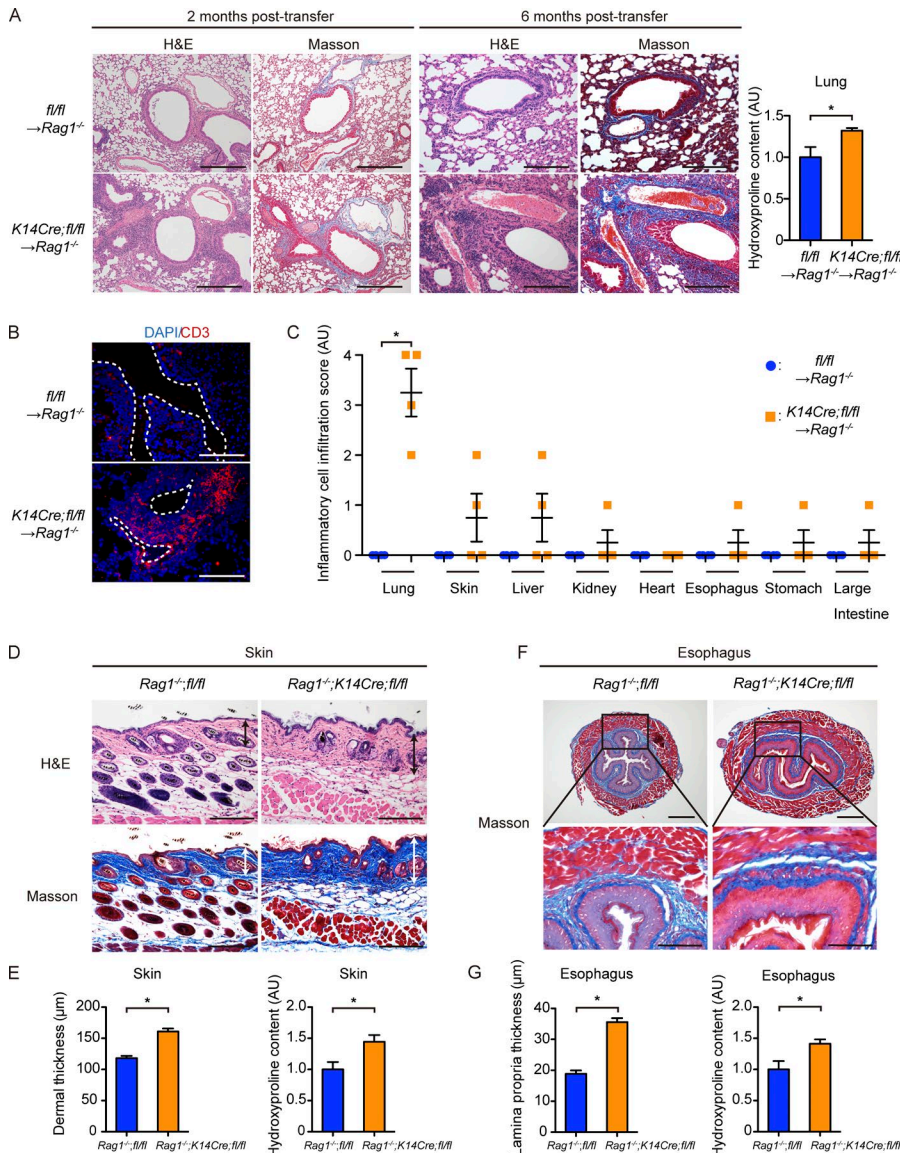 A
2 months post-transfer
6 months post-transfer
H&E
Masson
H&E
Masson
fl/fl
→Rag1-/-
K14Cre;fl/fl
→Rag1-/-
Lung
Hydroxyproline content (AU)
1.5
1.0
0.5
0
*
fl/fl K14Cre;fl/fl
→Rag1-/-→Rag1-/-
B
DAPI/CD3
fl/fl
→Rag1-/-
K14Cre;fl/fl
→Rag1-/-
C
Inflammatory cell infiltration score (AU)
4
3
2
1
0
*
: fl/fl
→Rag1-/-
: K14Cre;fl/fl
→Rag1-/-
Lung Skin Liver Kidney Heart Esophagus Stomach Large
Intestine
D
Skin
Rag1-/-;fl/fl
Rag1-/-;K14Cre;fl/fl
H&E
Masson
F
Esophagus
Rag1-/-;fl/fl
Rag1-/-;K14Cre;fl/fl
Masson
E
Skin
Dermal thickness (µm)
200
150
100
50
0
*
Rag1-/-;fl/fl Rag1-/-;K14Cre;fl/fl
Skin
Hydroxyproline content (AU)
2.0
1.5
1.0
0.5
0
*
Rag1-/-;fl/fl Rag1-/-;K14Cre;fl/fl
G
Esophagus
Lamina propria thickness (µm)
40
30
20
10
0
*
Rag1-/-;fl/fl Rag1-/-;K14Cre;fl/fl
Esophagus
Hydroxyproline content (AU)
2.0
1.5
1.0
0.5
0
*
Rag1-/-;fl/fl Rag1-/-;K14Cre;fl/fl